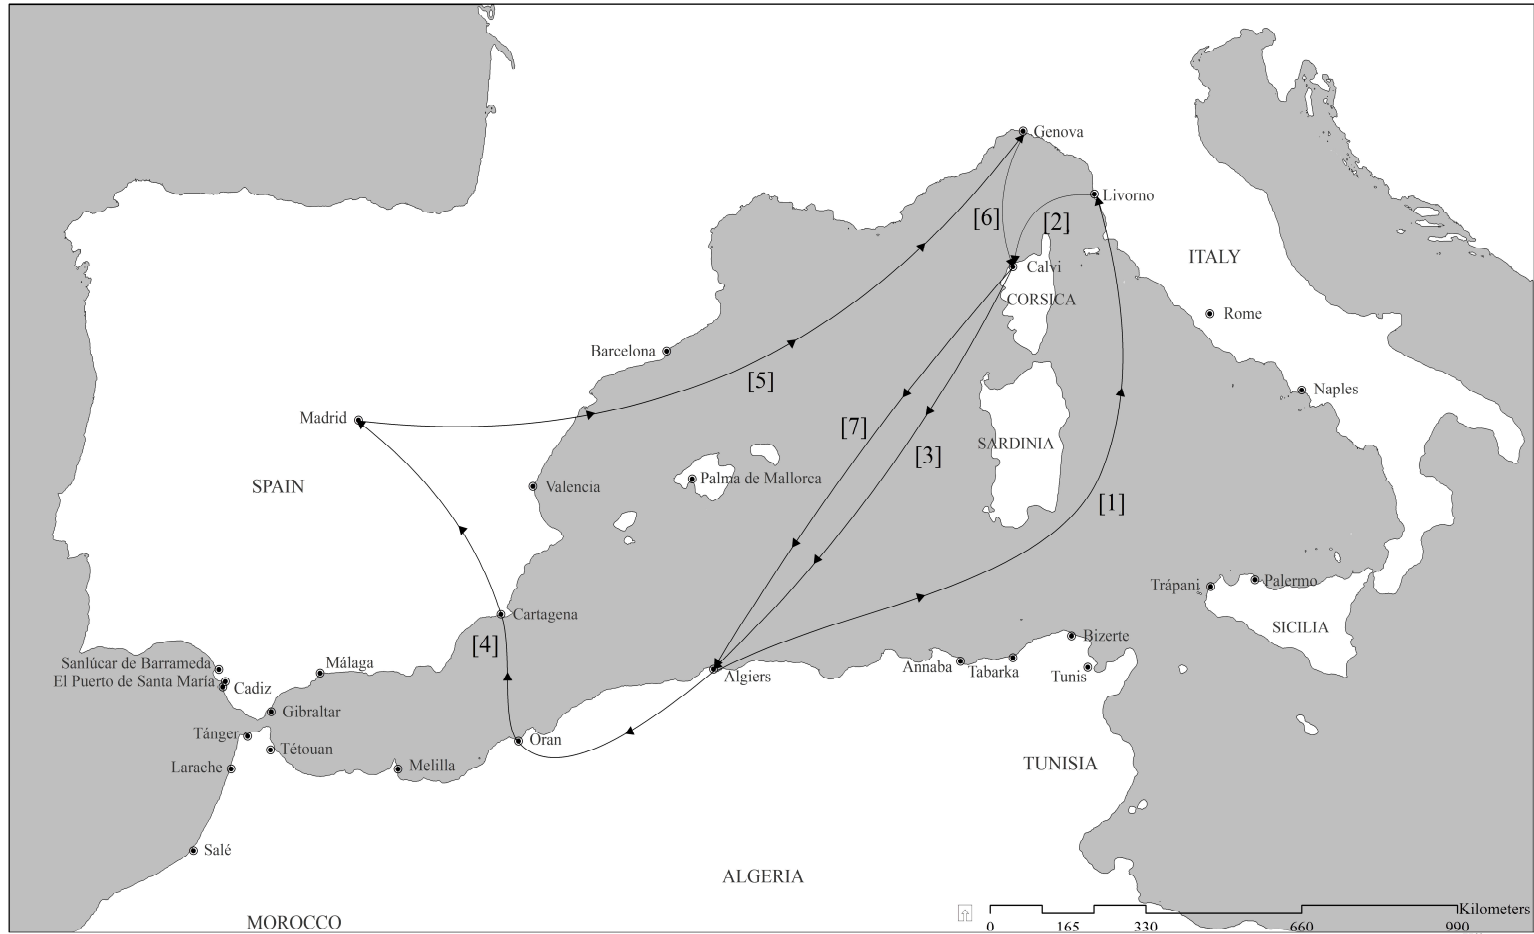 Genova
Livorno
[6]
[2]
ITALY
Calvi
CORSICA
Rome
Barcelona
[5]
Naples
Madrid
[7]
SARDINIA
[3]
SPAIN
Valencia
Palma de Mallorca
[1]
Trápani
Palermo
Cartagena
SICILIA
[4]
Bizerte
Sanlúcar de Barrameda
Málaga
Annaba
Tabarka
Tunis
El Puerto de Santa María
Cadiz
Algiers
Gibraltar
Tánger
Oran
Tétouan
Larache
Melilla
TUNISIA
Salé
ALGERIA
MOROCCO
Kilometers
0 165 330 660 990